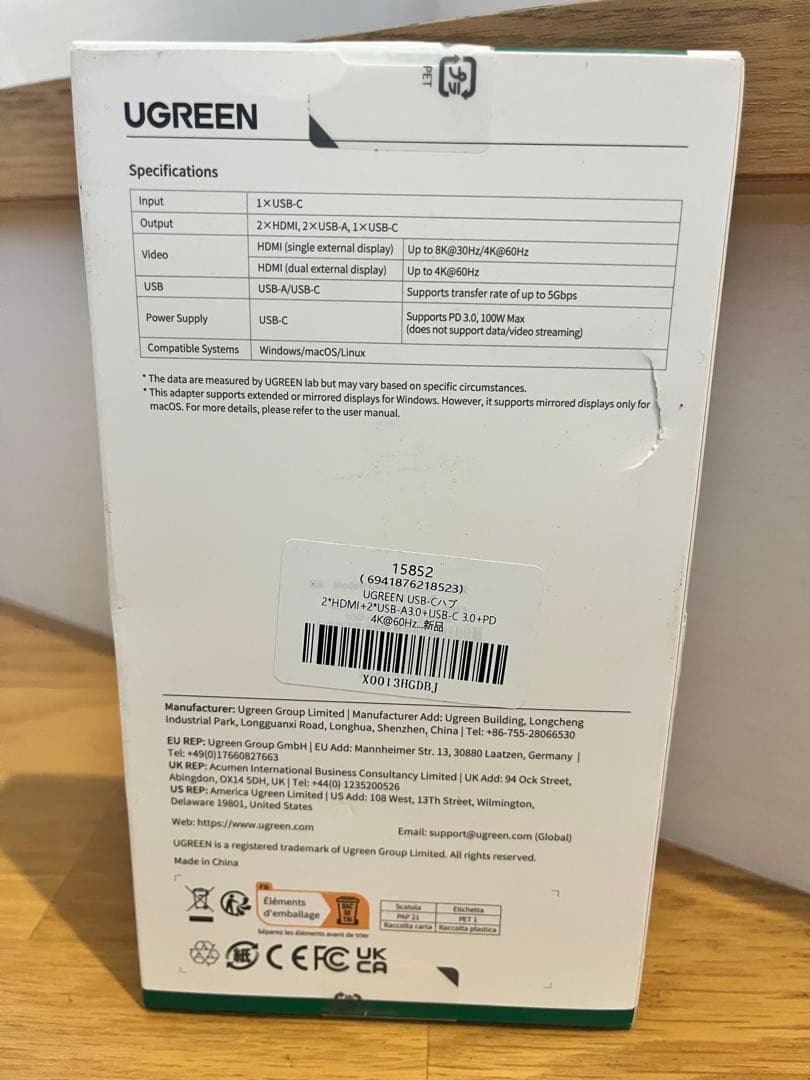 PET
プラ
UGREEN
Specifications
Input 1×USB-C
Output 2×HDMI, 2×USB-A, 1×USB-C
Video HDMI (single external display) Up to 8K@30Hz/4K@60Hz
HDMI (dual external display) Up to 4K@60Hz
USB USB-A/USB-C Supports transfer rate of up to 5Gbps
Power Supply USB-C Supports PD 3.0, 100W Max
(does not support data/video streaming)
Compatible Systems Windows/macOS/Linux
* The data are measured by UGREEN lab but may vary based on specific circumstances.
* This adapter supports extended or mirrored displays for Windows. However, it supports mirrored displays only for
macOS. For more details, please refer to the user manual.
15852
(6941876218523)
UGREEN USB-Cハブ
2*HDMI+2*USB-A3.0+USB-C 3.0+PD
4K@60Hz...新品
X0013HGDBJ
Manufacturer: Ugreen Group Limited | Manufacturer Add: Ugreen Building, Longcheng
Industrial Park, Longguanxi Road, Longhua, Shenzhen, China | Tel: +86-755-28066530
EU REP: Ugreen Group GmbH | EU Add: Mannheimer Str. 13, 30880 Laatzen, Germany |
Tel: +49(0)17660827663
UK REP: Acumen International Business Consultancy Limited | UK Add: 94 Ock Street,
Abingdon, OX14 5DH, UK | Tel: +44(0) 1235200526
US REP: America Ugreen Limited | US Add: 108 West, 13Th Street, Wilmington,
Delaware 19801, United States
Web: https://www.ugreen.com Email: support@ugreen.com (Global)
UGREEN is a registered trademark of Ugreen Group Limited. All rights reserved.
Made in China
FR
Éléments
d'emballage
BAC
DE
TRI
Séparez les éléments avant de trier
Scatola Etichetta
PAP 21 PET 1
Raccolta carta Raccolta plastica
紙 CE FC UK
CA